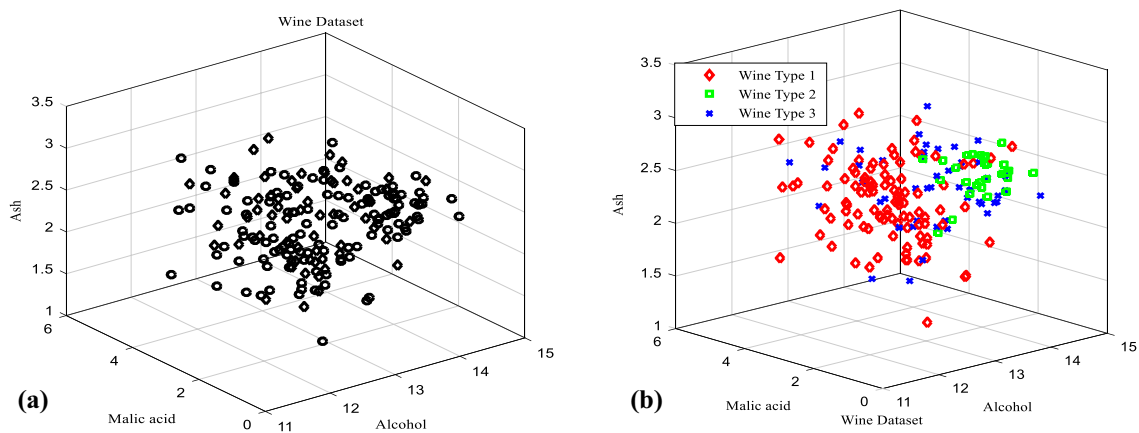 Wine Dataset
3.5
3
2.5
2
1.5
1
Ash
6
4
2
0
Malic acid
11
12
13
14
15
Alcohol
(a)
3.5
3
2.5
2
1.5
1
Ash
Wine Type 1
Wine Type 2
Wine Type 3
6
4
2
0
Malic acid
11
12
13
14
15
Alcohol
Wine Dataset
(b)